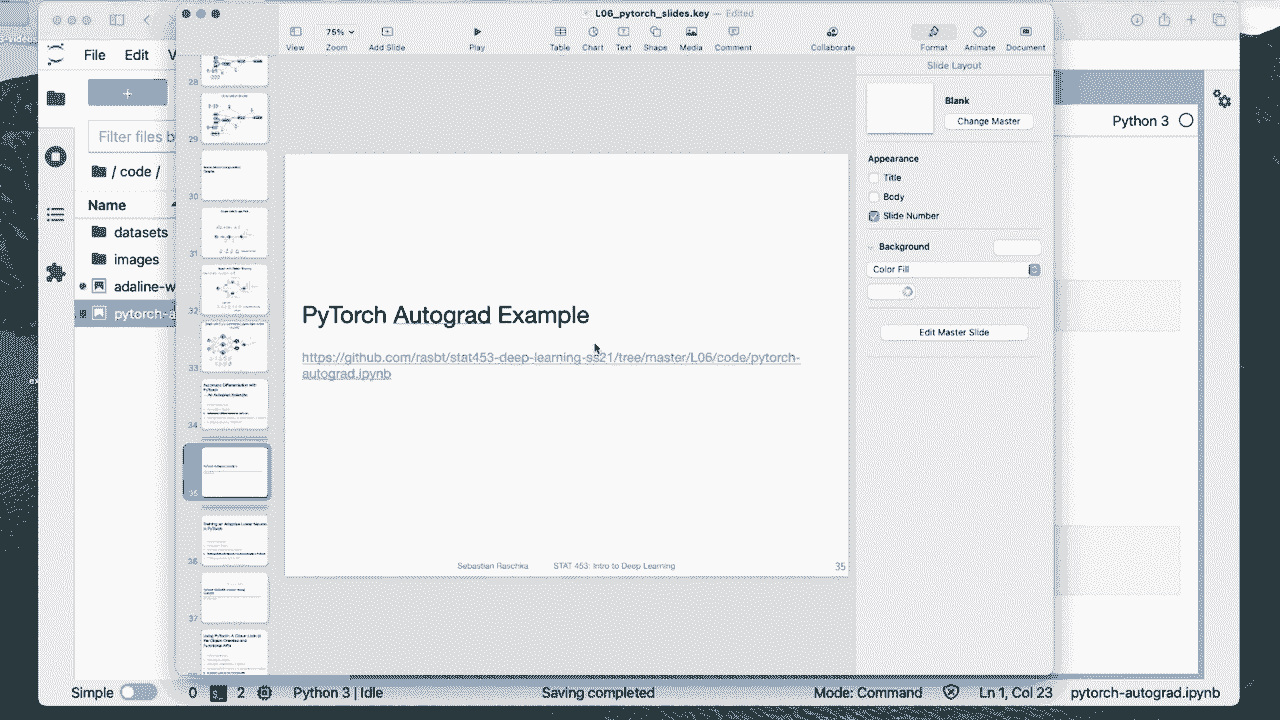 L06_pytorch_slides.key — Edited
File Edit
75%
View Zoom Add Slide Play Table Chart Text Shape Media Comment Collaborate Format Animate Document
Slide Layout
Blank
Change Master
Python 3
Filter files b
/ code /
Appearance
Title
Body
Slide Number
Name
datasets
images
adaline-w
pytorch-a
Background
Color Fill
Edit Master Slide
28
29
30
31
32
33
34
36
37
PyTorch Autograd Example
https://github.com/rasbt/stat453-deep-learning-ss21/tree/master/L06/code/pytorch-
autograd.ipynb
Sebastian Raschka STAT 453: Intro to Deep Learning 35
Simple 0 2 Python 3 | Idle Saving completed Mode: Command Ln 1, Col 23 pytorch-autograd.ipynb